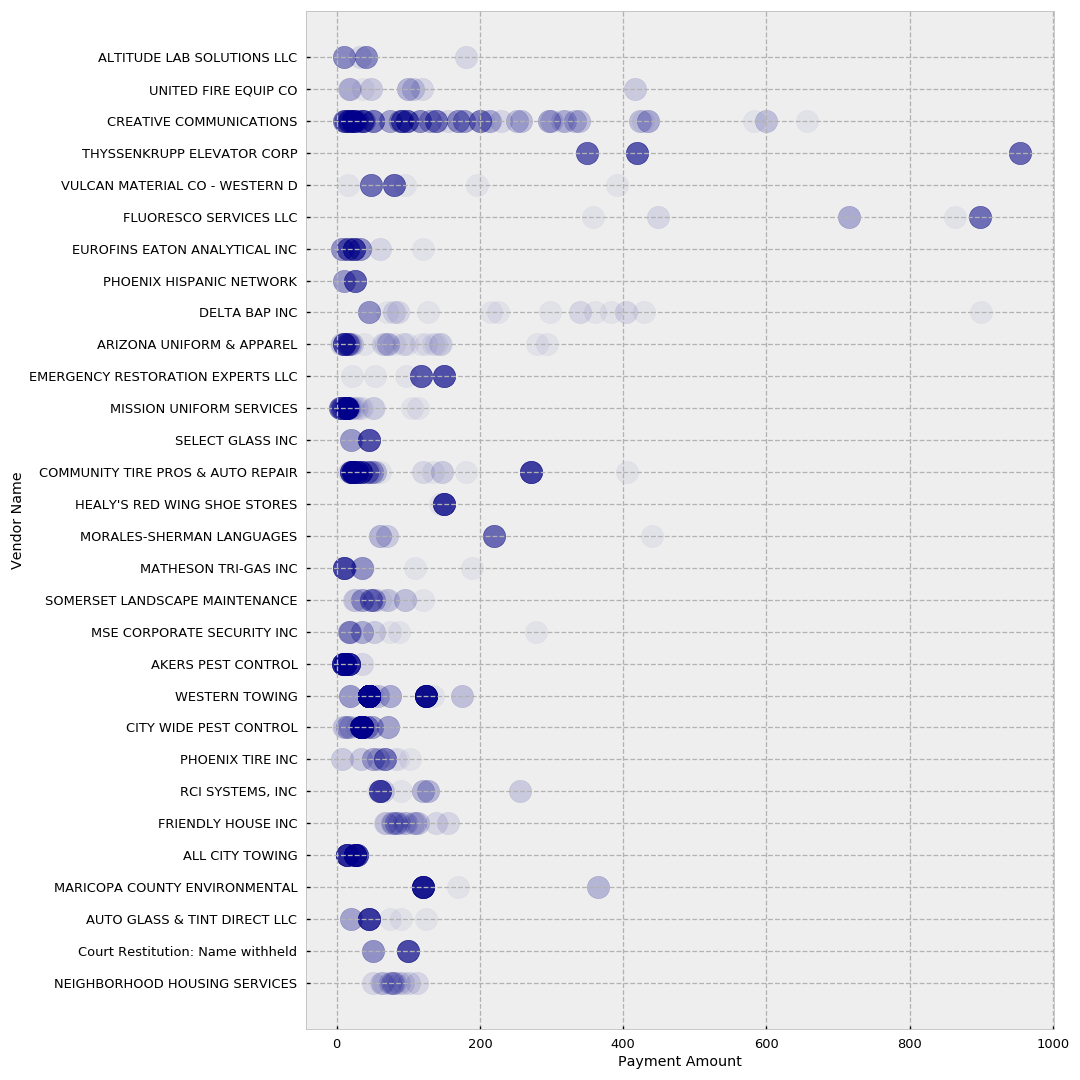 ALTITUDE LAB SOLUTIONS LLC
UNITED FIRE EQUIP CO
CREATIVE COMMUNICATIONS
THYSSENKRUPP ELEVATOR CORP
VULCAN MATERIAL CO - WESTERN D
FLUORESCO SERVICES LLC
EUROFINS EATON ANALYTICAL INC
PHOENIX HISPANIC NETWORK
DELTA BAP INC
ARIZONA UNIFORM & APPAREL
EMERGENCY RESTORATION EXPERTS LLC
MISSION UNIFORM SERVICES
SELECT GLASS INC
COMMUNITY TIRE PROS & AUTO REPAIR
HEALY'S RED WING SHOE STORES
MORALES-SHERMAN LANGUAGES
MATHESON TRI-GAS INC
SOMERSET LANDSCAPE MAINTENANCE
MSE CORPORATE SECURITY INC
AKERS PEST CONTROL
WESTERN TOWING
CITY WIDE PEST CONTROL
PHOENIX TIRE INC
RCI SYSTEMS, INC
FRIENDLY HOUSE INC
ALL CITY TOWING
MARICOPA COUNTY ENVIRONMENTAL
AUTO GLASS & TINT DIRECT LLC
Court Restitution: Name withheld
NEIGHBORHOOD HOUSING SERVICES
Vendor Name
0 200 400 600 800 1000
Payment Amount